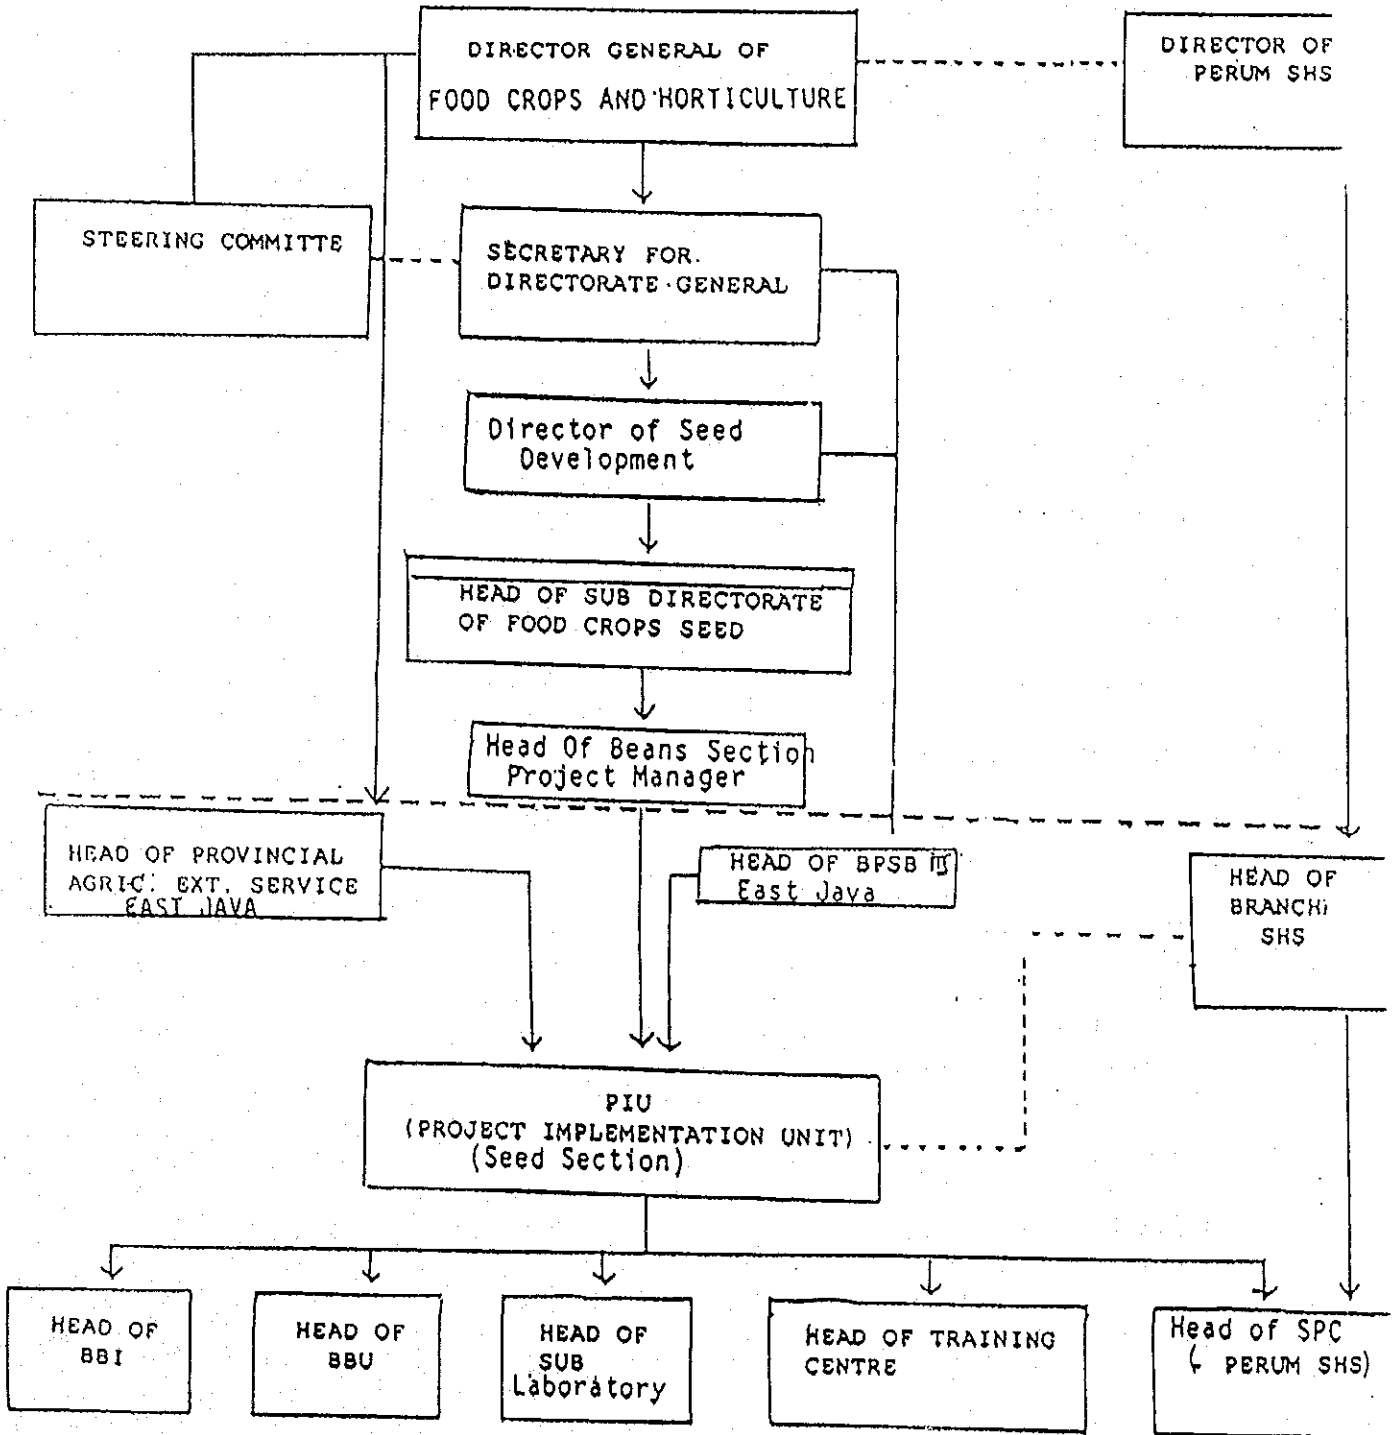 DIRECTOR GENERAL OF
FOOD CROPS AND HORTICULTURE
DIRECTOR OF
PERUM SHS
STEERING COMMITTE
SECRETARY FOR.
DIRECTORATE GENERAL
Director of Seed
Development
HEAD OF SUB DIRECTORATE
OF FOOD CROPS SEED
Head Of Beans Section
Project Manager
HEAD OF PROVINCIAL
AGRIC. EXT. SERVICE
EAST JAVA
HEAD OF BPSB
East Java
HEAD OF
BRANCH
SHS
PIU
(PROJECT IMPLEMENTATION UNIT)
(Seed Section)
HEAD OF
BBI
HEAD OF
BBU
HEAD OF
SUB
Laboratory
HEAD OF TRAINING
CENTRE
Head of SPC
( PERUM SHS)